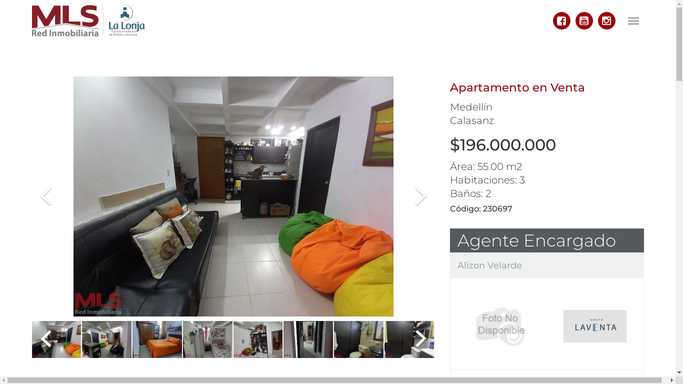 MLS
Red Inmobiliaria
La Lonja
Apartamento en Venta
Medellín
Calasanz
$196.000.000
Área: 55.00 m2
Habitaciones: 3
Baños: 2
Código: 230697
Agente Encargado
Alizon Velarde
MLS
Red Inmobiliaria
Foto No
Disponible
LAVENTA